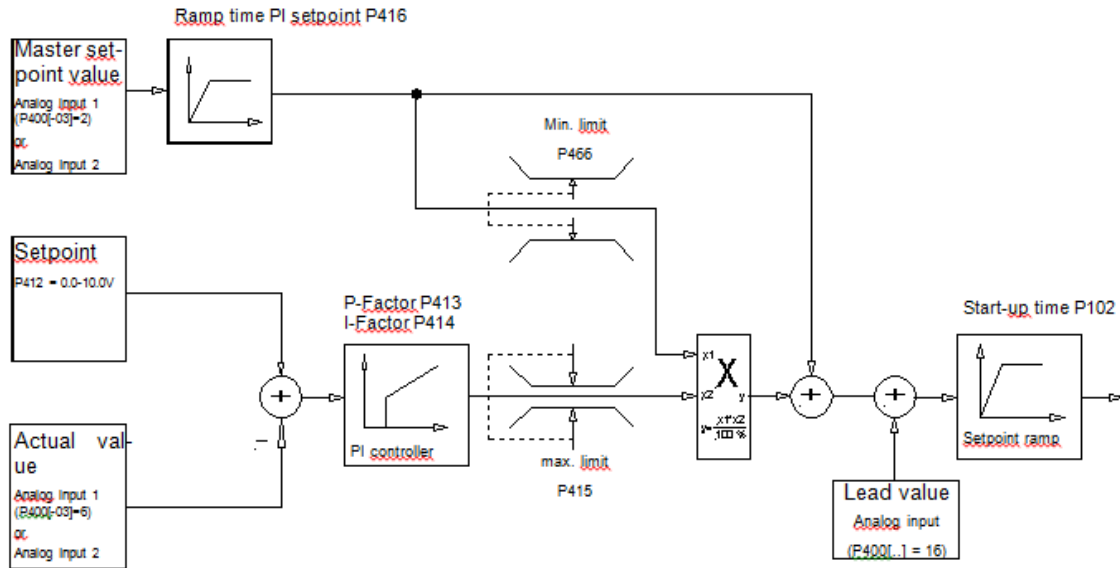 Ramp time PI setpoint P416
Master set-
point value
Analog Input 1
(P400[-03]=2)
or
Analog Input 2
Min. limit
P466
Setpoint
P412 = 0.0-10.0V
P-Factor P413
I-Factor P414
PI controller
max. limit
P415
x1
x2
X
y
y=x1*x2/100 %
+
+
+
–
Start-up time P102
Setpoint ramp
Actual val-
ue
Analog Input 1
(P400[-03]=6)
or
Analog Input 2
Lead value
Analog input
(P400[..] = 16)